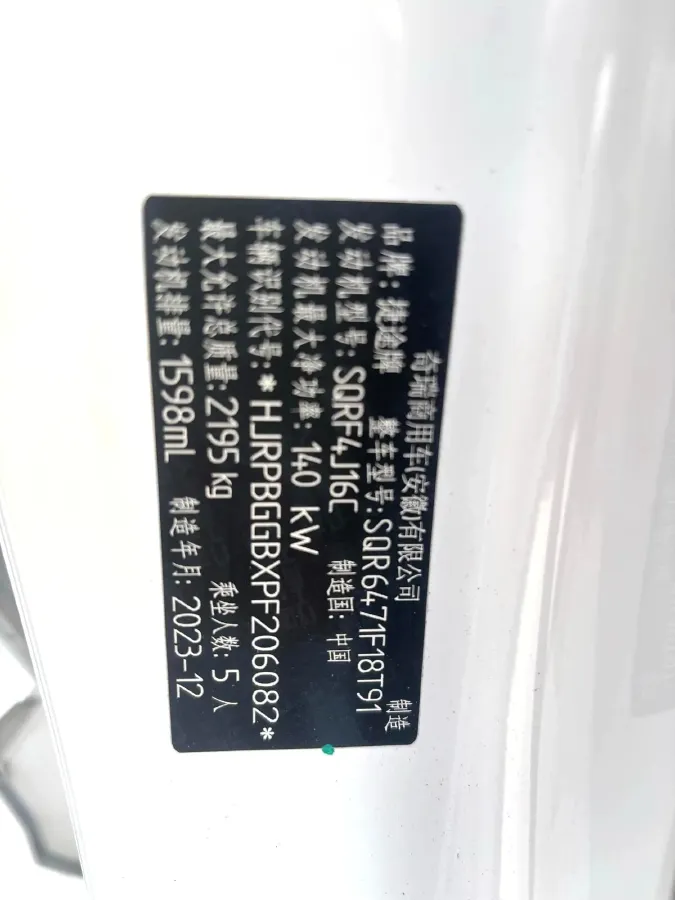 奇瑞商用车(安徽)有限公司 制造
品牌：捷途牌 整车型号：SQR6471F18T91
发动机型号：SQRF4J16C 制造国：中国
发动机最大净功率：140 kW
车辆识别代号：*HJRPBGGBXPF206082*
最大允许总质量：2195 kg 乘坐人数：5 人
发动机排量：1598mL 制造年月：2023-12